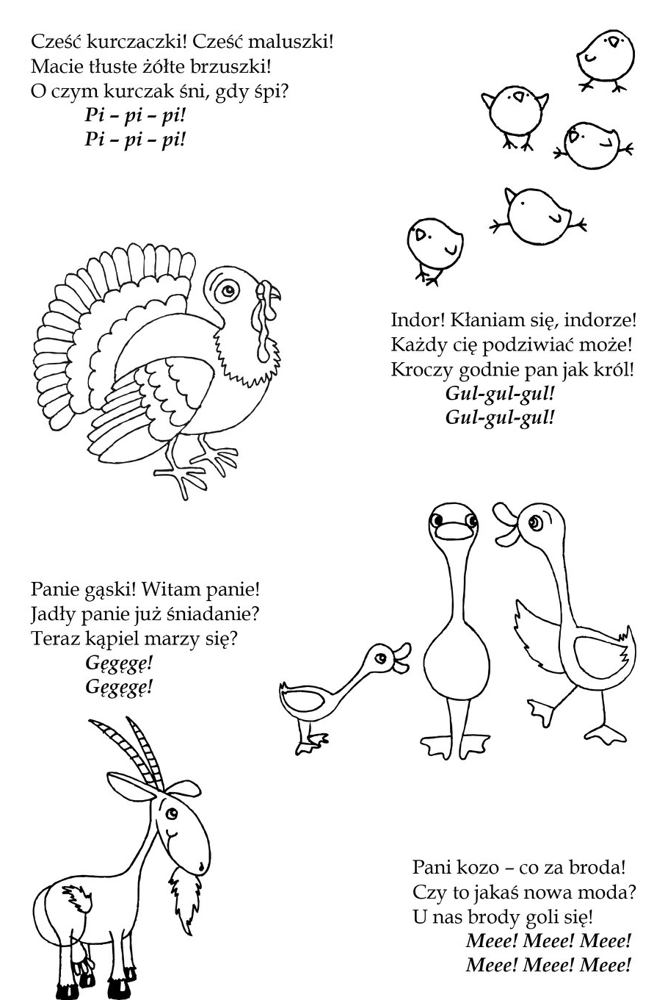 Cześć kurczaczki! Cześć maluszki!
Macie tłuste żółte brzuszki!
O czym kurczak śni, gdy śpi?
Pi – pi – pi!
Pi – pi – pi!
Indor! Kłaniam się, indorze!
Każdy cię podziwiać może!
Kroczy godnie pan jak król!
Gul-gul-gul!
Gul-gul-gul!
Panie gąski! Witam panie!
Jadły panie już śniadanie?
Teraz kąpiel marzy się?
Gęgęgę!
Gęgęgę!
Pani kozo – co za broda!
Czy to jakaś nowa moda?
U nas brody goli się!
Meee! Meee! Meee!
Meee! Meee! Meee!